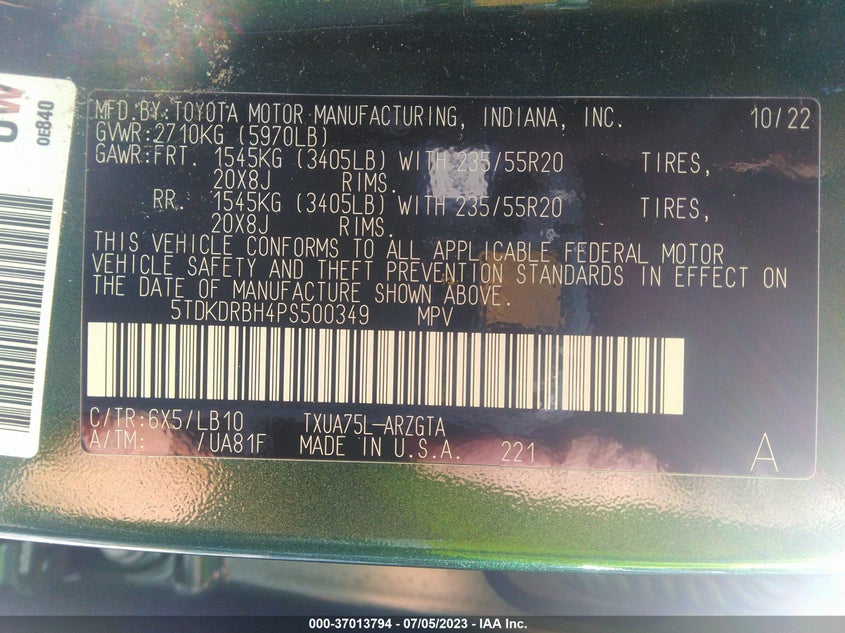 MFD.BY:TOYOTA MOTOR MANUFACTURING, INDIANA, INC. 10/22
GVWR:2710KG (5970LB)
GAWR:FRT. 1545KG (3405LB) WITH 235/55R20 TIRES,
20X8J RIMS.
RR. 1545KG (3405LB) WITH 235/55R20 TIRES,
20X8J RIMS.
THIS VEHICLE CONFORMS TO ALL APPLICABLE FEDERAL MOTOR
VEHICLE SAFETY AND THEFT PREVENTION STANDARDS IN EFFECT ON
THE DATE OF MANUFACTURE SHOWN ABOVE.
5TDKDRBH4PS500349 MPV
C/TR:6X5/LB10 TXUA75L-ARZGTA
A/TM: /UA81F MADE IN U.S.A. 221 A
0E840
000-37013794 - 07/05/2023 - IAA Inc.